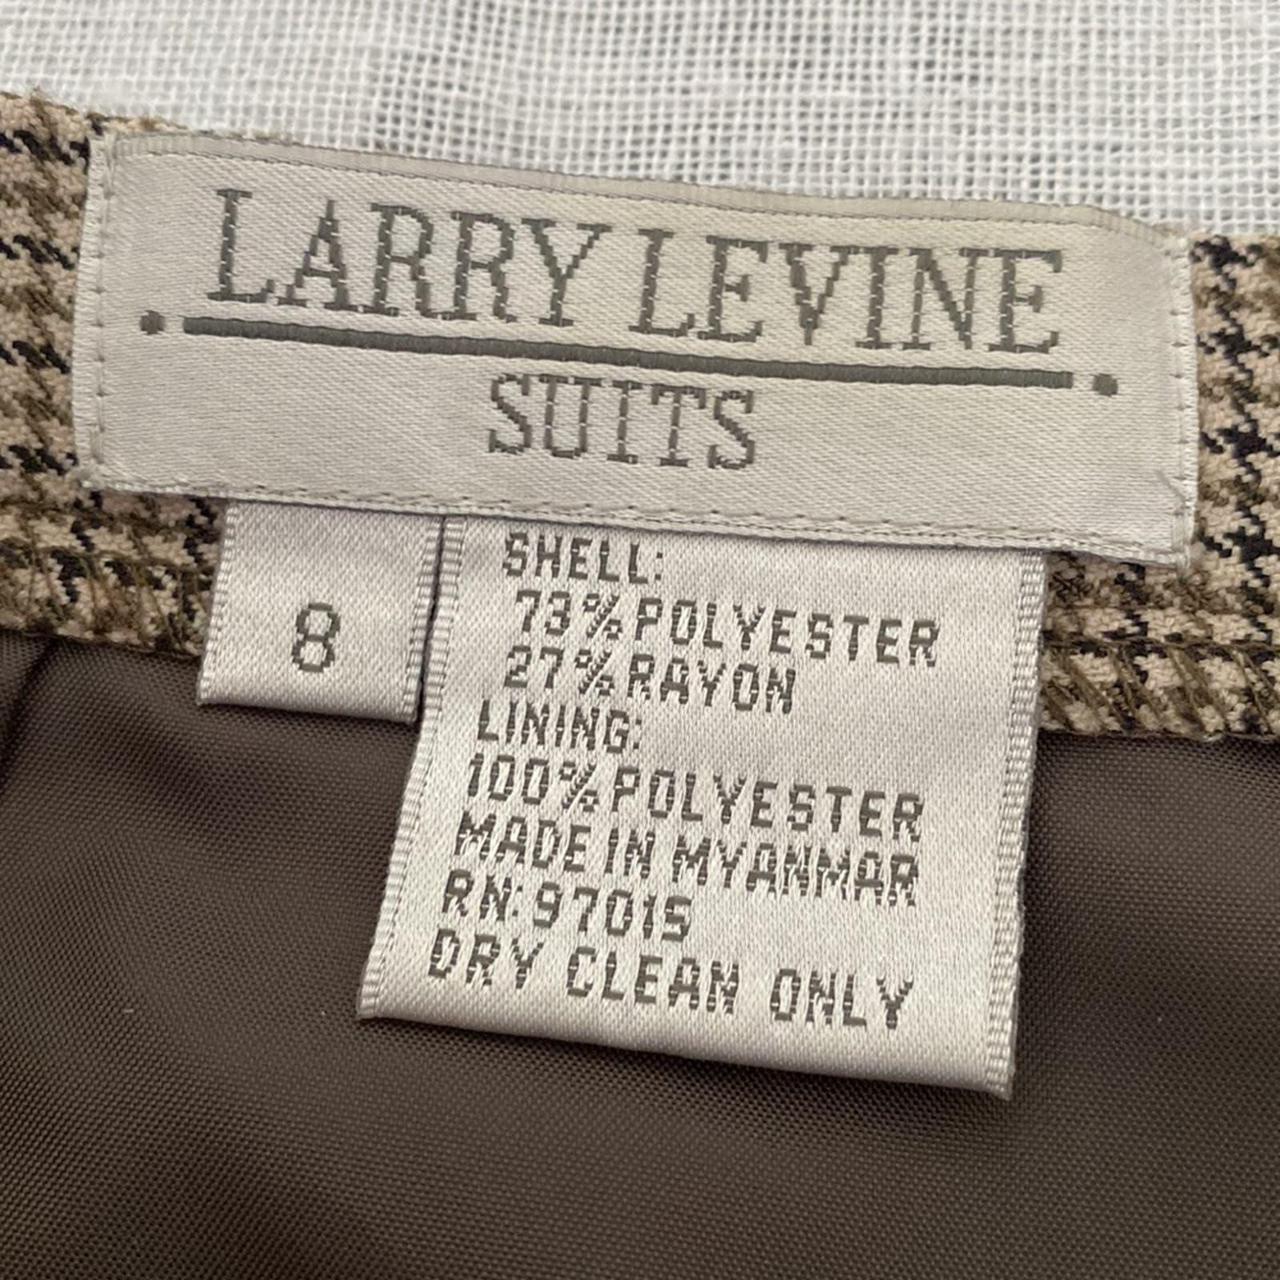 LARRY LEVINE
SUITS
8
SHELL:
73% POLYESTER
27% RAYON
LINING:
100% POLYESTER
MADE IN MYANMAR
RN: 97015
DRY CLEAN ONLY